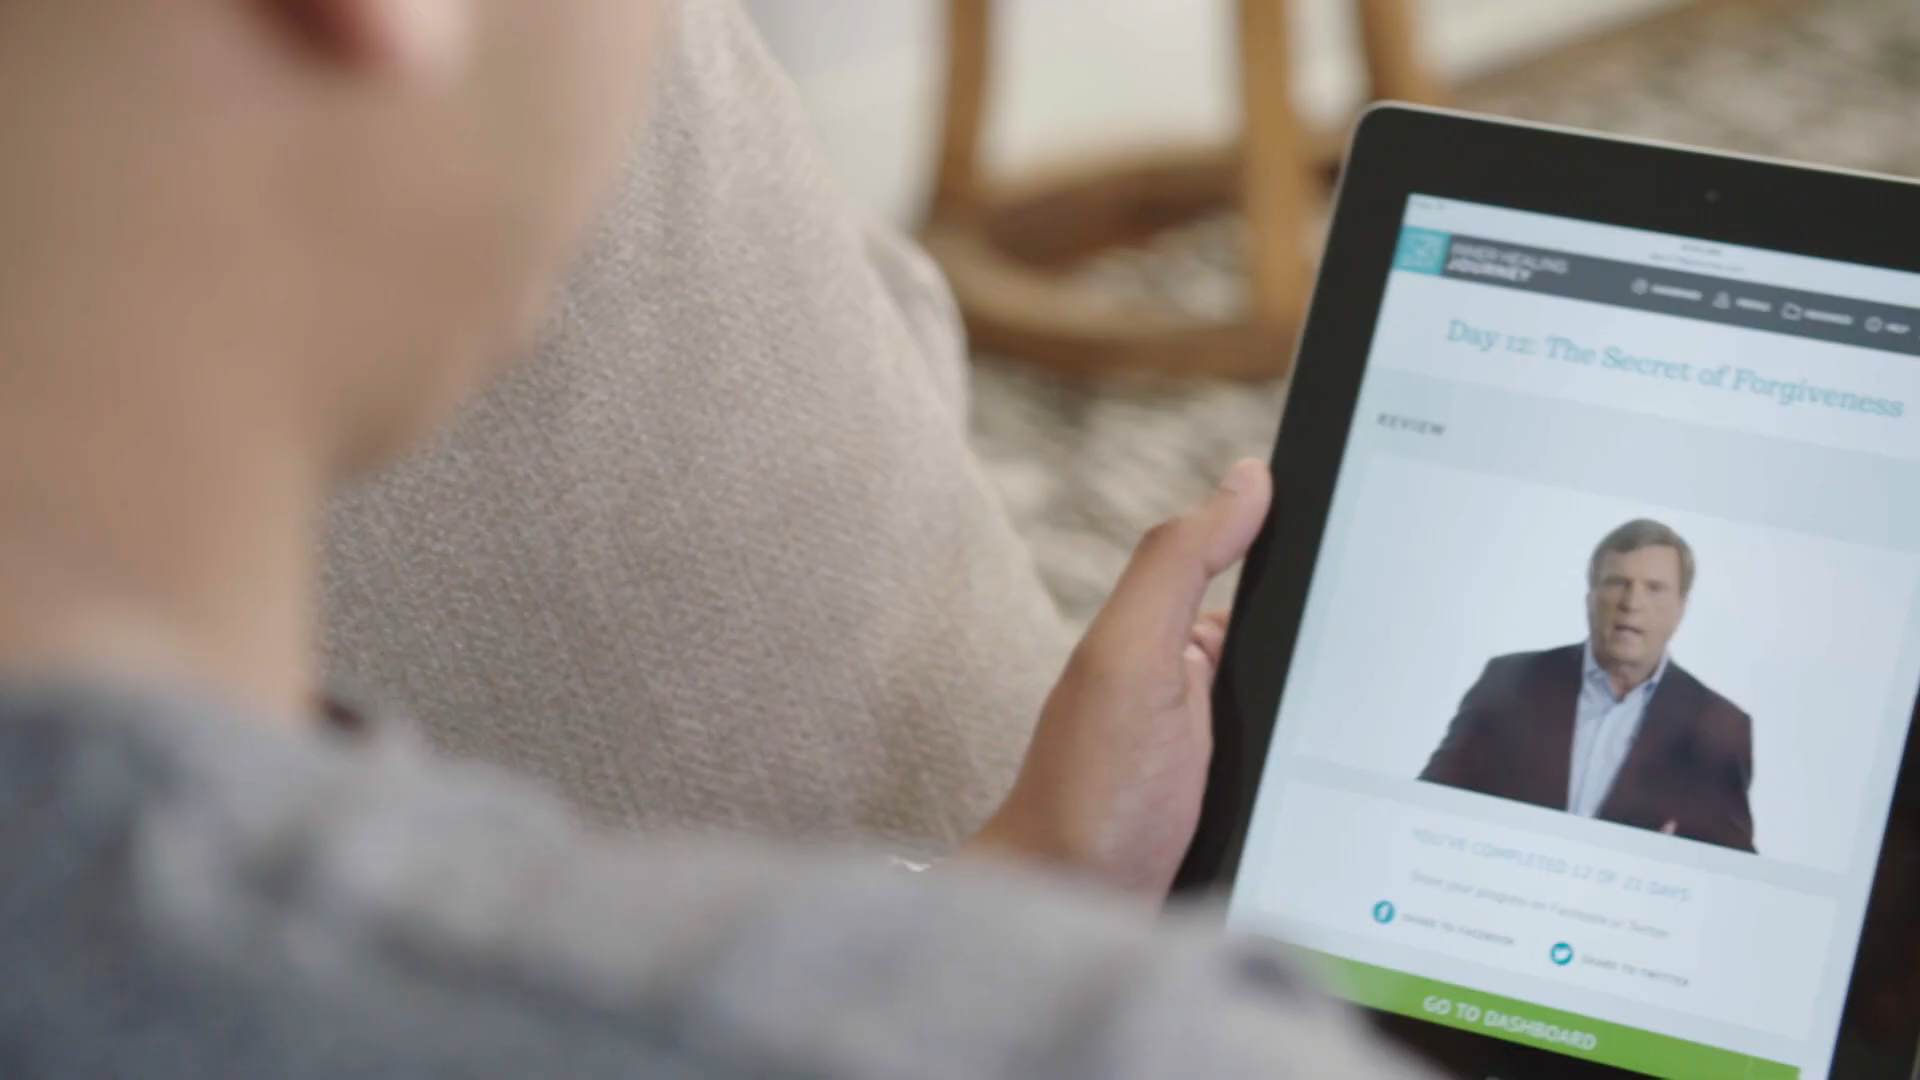 INNER HEALING
JOURNEY
HELP
Day 12: The Secret of Forgiveness
REVIEW
YOU'VE COMPLETED 12 OF 21 DAYS
Share your progress on Facebook or Twitter
SHARE TO FACEBOOK
SHARE TO TWITTER
GO TO DASHBOARD